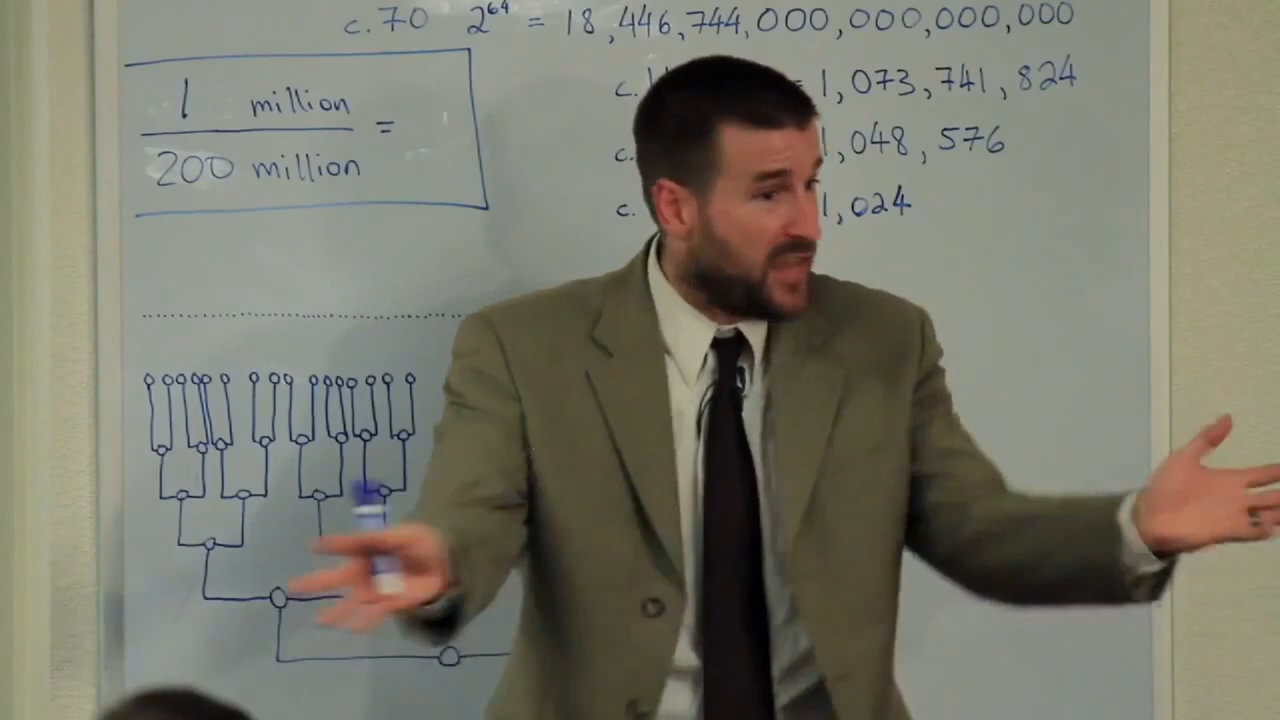 c.70 2^64 = 18,446,744,000,000,000,000
1 million
200 million =
c. = 1,073,741,824
c. 1,048,576
c. 1,024